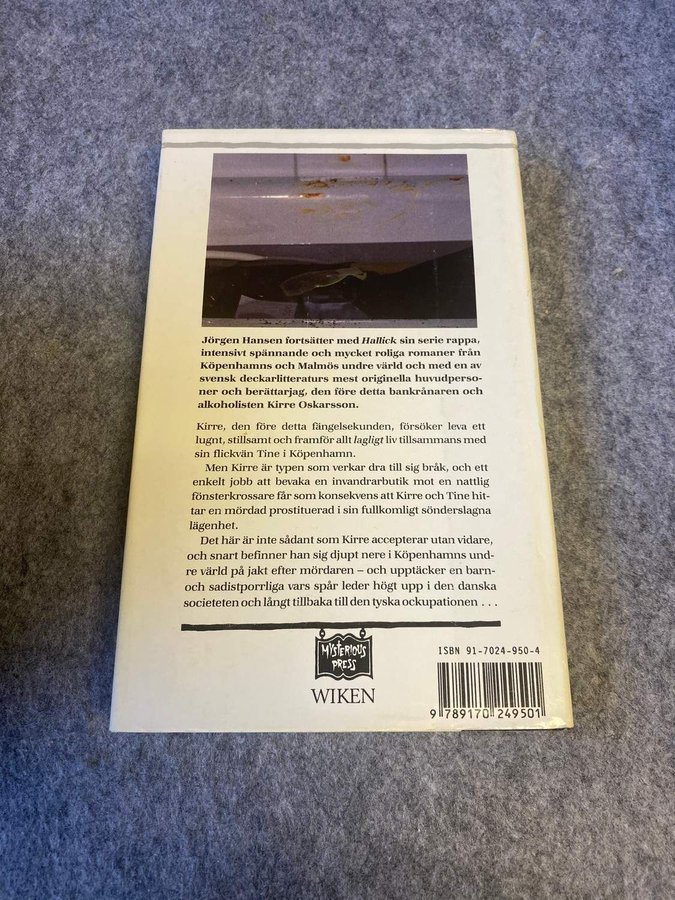 Jörgen Hansen fortsätter med Hallick sin serie rappa,
intensivt spännande och mycket roliga romaner från
Köpenhamns och Malmös undre värld och med en av
svensk deckarlitteraturs mest originella huvudperso-
ner och berättarjag, den före detta bankrånaren och
alkoholisten Kirre Oskarsson.
Kirre, den före detta fängelsekunden, försöker leva ett
lugnt, stillsamt och framför allt lagligt liv tillsammans med
sin flickvän Tine i Köpenhamn.
Men Kirre är typen som verkar dra till sig bråk, och ett
enkelt jobb att bevaka en invandrarbutik mot en nattlig
fönsterkrossare får som konsekvens att Kirre och Tine hit-
tar en mördad prostituerad i sin fullkomligt sönderslagna
lägenhet.
Det här är inte sådant som Kirre accepterar utan vidare,
och snart befinner han sig djupt nere i Köpenhamns und-
re värld på jakt efter mördaren – och upptäcker en barn-
och sadistporrliga vars spår leder högt upp i den danska
societeten och långt tillbaka till den tyska ockupationen . . .
MYSTERIOUS
PRESS
WIKEN
ISBN 91-7024-950-4
9 789170 249501